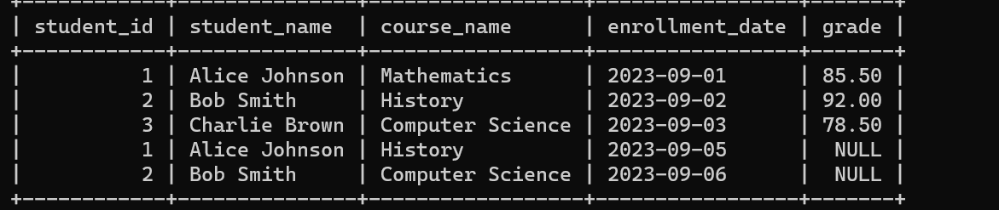 +------------+---------------+------------------+-----------------+-------+
| student_id | student_name  | course_name      | enrollment_date | grade |
+------------+---------------+------------------+-----------------+-------+
|          1 | Alice Johnson | Mathematics      | 2023-09-01      | 85.50 |
|          2 | Bob Smith     | History          | 2023-09-02      | 92.00 |
|          3 | Charlie Brown | Computer Science | 2023-09-03      | 78.50 |
|          1 | Alice Johnson | History          | 2023-09-05      |  NULL |
|          2 | Bob Smith     | Computer Science | 2023-09-06      |  NULL |
+------------+---------------+------------------+-----------------+-------+